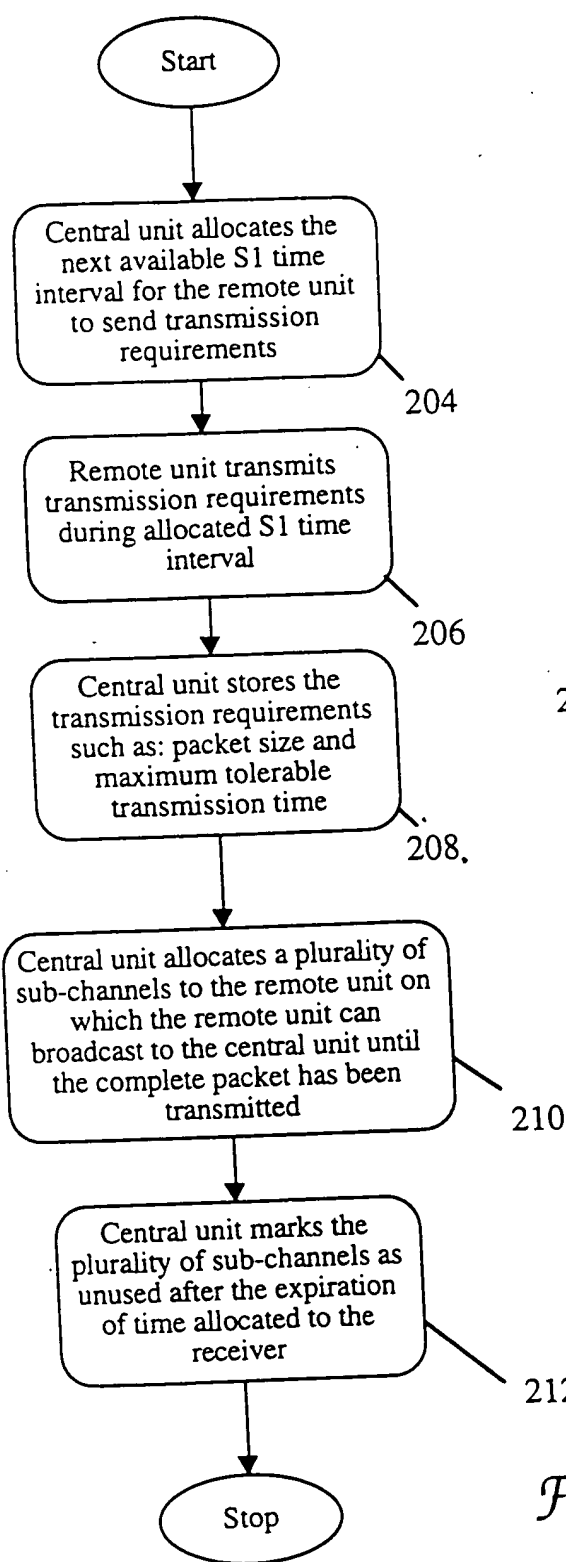 Start
Central unit allocates the
next available S1 time
interval for the remote unit
to send transmission
requirements
204
Remote unit transmits
transmission requirements
during allocated S1 time
interval
206
Central unit stores the
transmission requirements
such as: packet size and
maximum tolerable
transmission time
2
208
Central unit allocates a plurality of
sub-channels to the remote unit on
which the remote unit can
broadcast to the central unit until
the complete packet has been
transmitted
210
Central unit marks the
plurality of sub-channels as
unused after the expiration
of time allocated to the
receiver
212
Stop
F